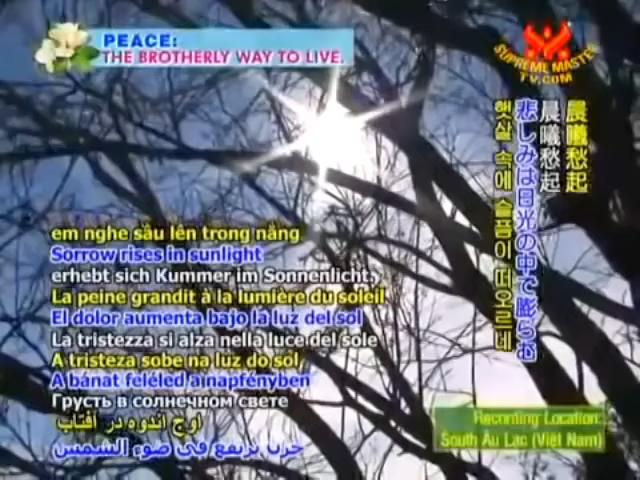 PEACE:
THE BROTHERLY WAY TO LIVE.
SUPREME MASTER
TV.COM
晨曦愁起
晨曦愁起
悲しみは日光の中で膨らむ
햇살 속에 슬픔이 떠오르네
em nghe sầu lên trong nắng
Sorrow rises in sunlight
erhebt sich Kummer im Sonnenlicht,
La peine grandit à la lumière du soleil
El dolor aumenta bajo la luz del sol
La tristezza si alza nella luce del sole
A tristeza sobe na luz do sol
A bánat feléled a napfényben
Грусть в солнечном свете
اوج اندوه در آفتاب
حزن يرتفع في ضوء الشمس
Recording Location:
South Âu Lạc (Việt Nam)